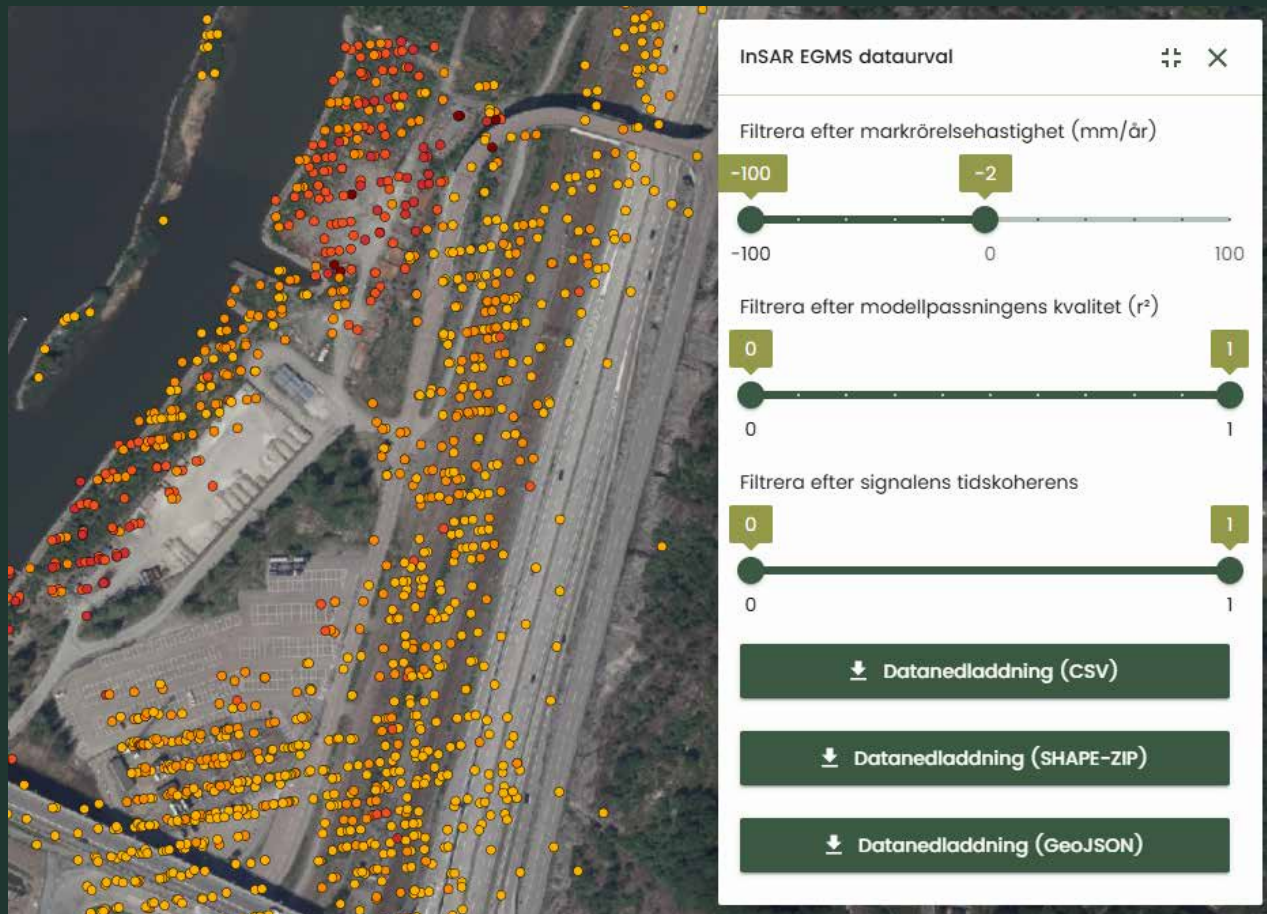 InSAR EGMS dataurval
Filtrera efter markrörelsehastighet (mm/år)
-100 -2
-100 0 100
Filtrera efter modellpassningens kvalitet (r²)
0 1
0 1
Filtrera efter signalens tidskoherens
0 1
0 1
Datanedladdning (CSV)
Datanedladdning (SHAPE-ZIP)
Datanedladdning (GeoJSON)